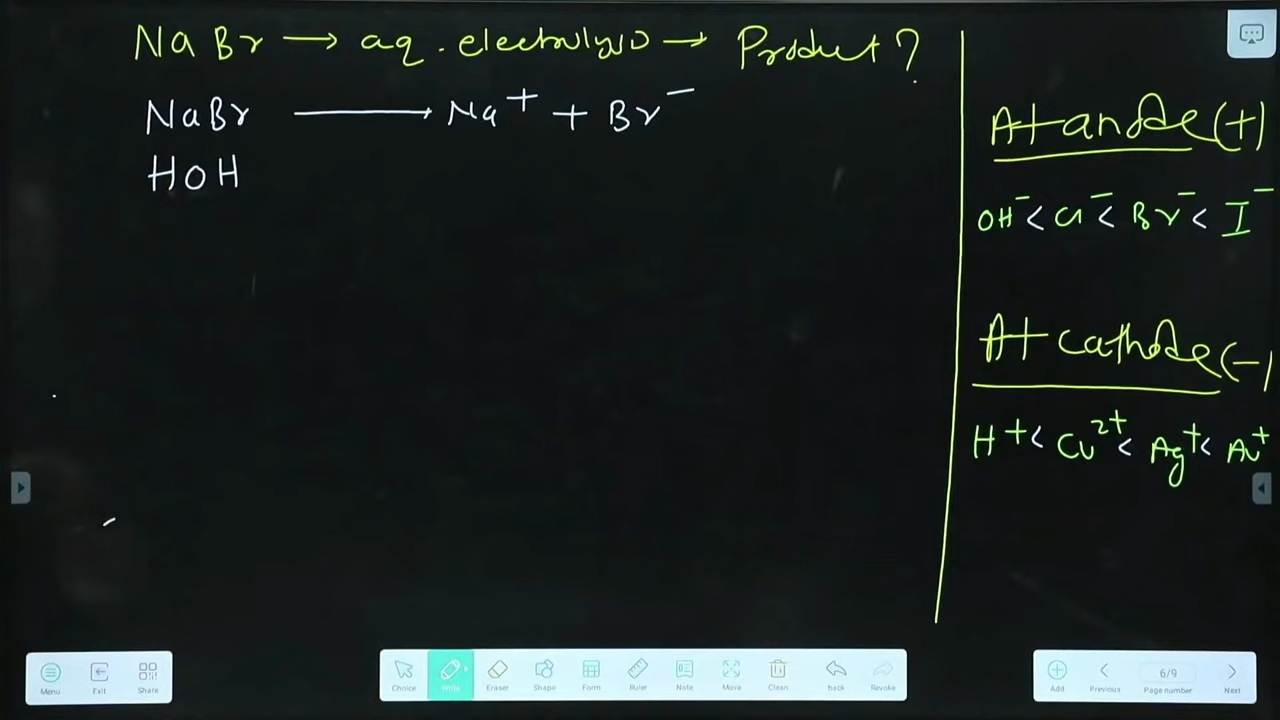 NaBr → aq. electrolysis → Product?
NaBr ⟶ Na⁺ + Br⁻
HOH
At anode (+)
OH⁻ < Cl⁻ < Br⁻ < I⁻
At cathode (-)
H⁺ < Cu²⁺ < Ag⁺ < Au⁺
Menu Exit Share
Choice Write Eraser Shape Form Ruler Note Move Clean back Revoke
Add Previous 6/9 Page number Next